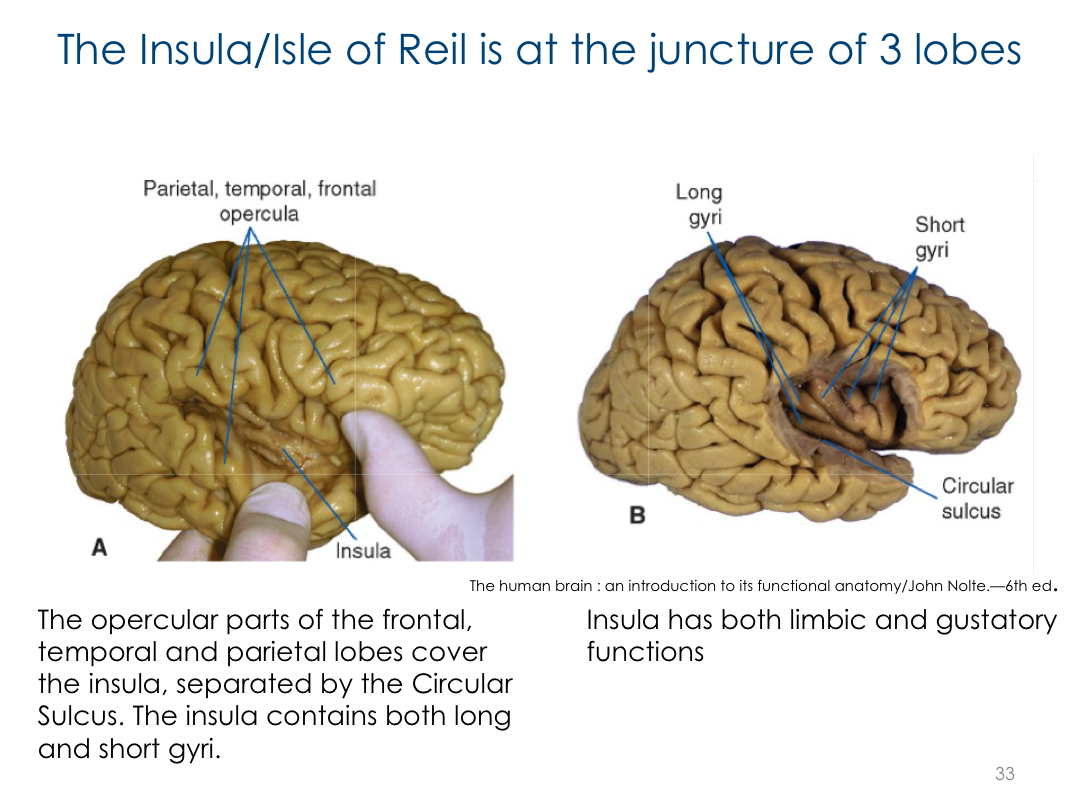 The Insula/Isle of Reil is at the juncture of 3 lobes
Parietal, temporal, frontal
opercula
Insula
A
Long
gyri
Short
gyri
Circular
sulcus
B
The human brain : an introduction to its functional anatomy/John Nolte.—6th ed.
The opercular parts of the frontal,
temporal and parietal lobes cover
the insula, separated by the Circular
Sulcus. The insula contains both long
and short gyri.
Insula has both limbic and gustatory
functions
33